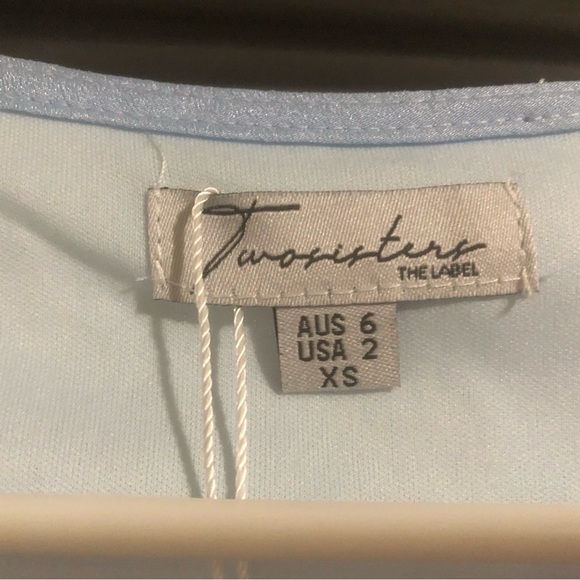 Twosisters
THE LABEL
AUS 6
USA 2
XS